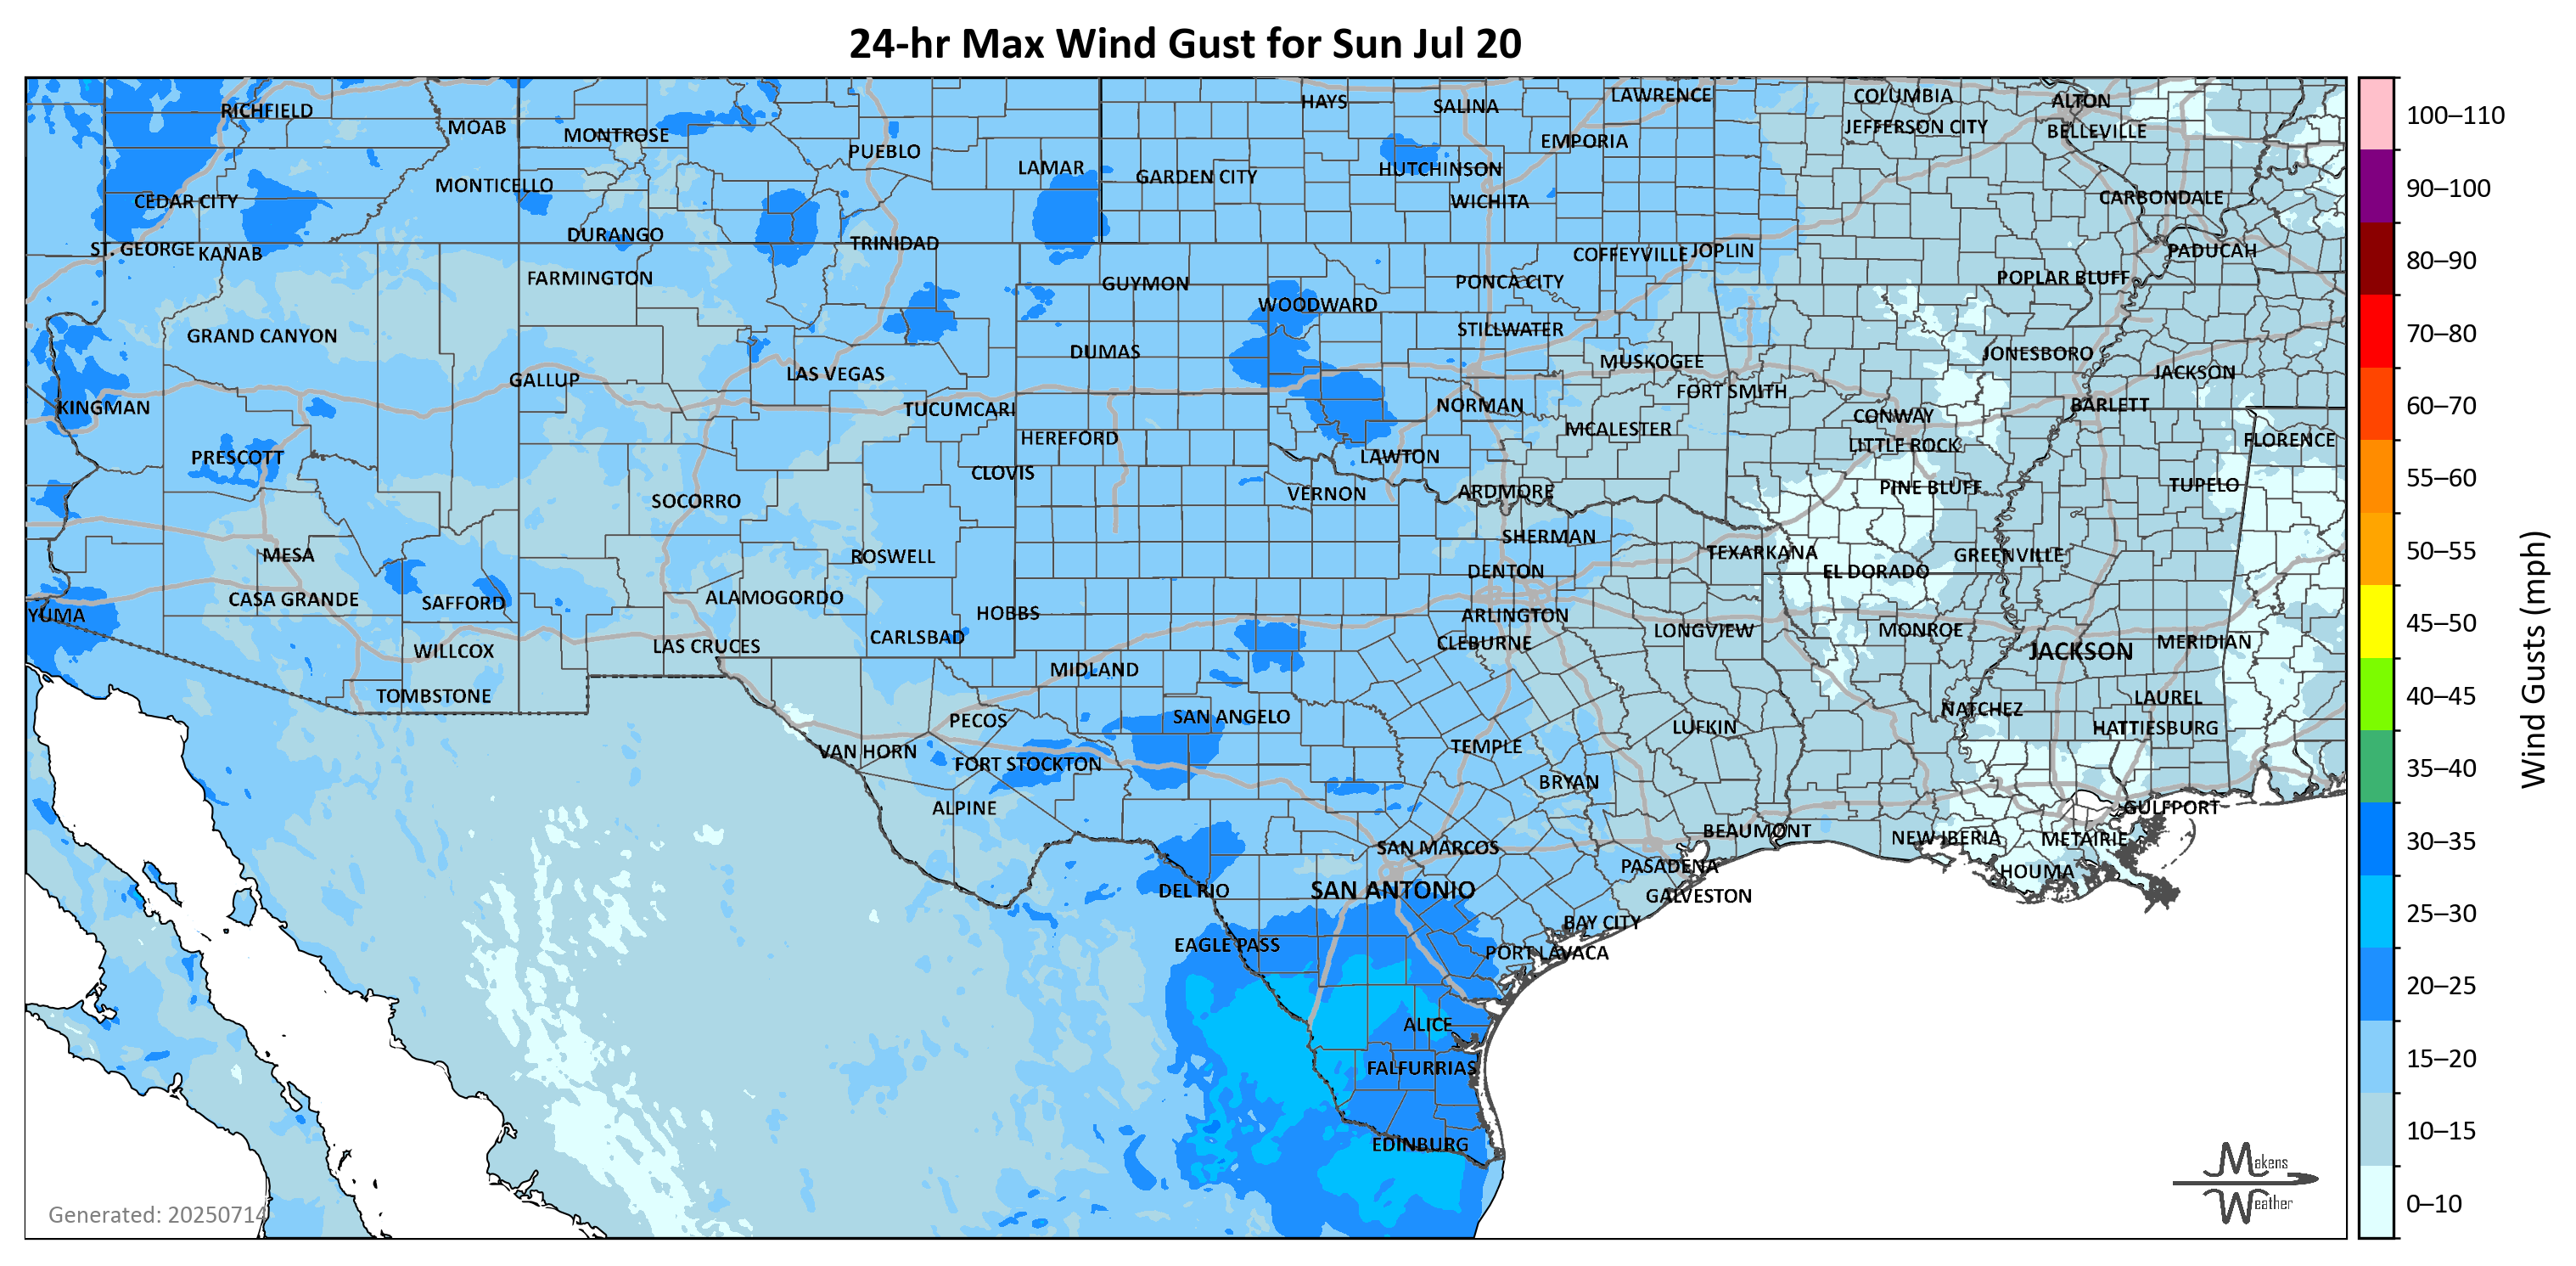 24-hr Max Wind Gust for Sun Jul 20
RICHFIELD
MOAB
MONTROSE
PUEBLO
LAMAR
HAYS
SALINA
LAWRENCE
EMPORIA
COLUMBIA
JEFFERSON CITY
ALTON
BELLEVILLE
CEDAR CITY
MONTICELLO
GARDEN CITY
HUTCHINSON
WICHITA
CARBONDALE
ST. GEORGE
KANAB
DURANGO
TRINIDAD
COFFEYVILLE
JOPLIN
PADUCAH
FARMINGTON
GUYMON
PONCA CITY
POPLAR BLUFF
WOODWARD
GRAND CANYON
STILLWATER
DUMAS
MUSKOGEE
JONESBORO
GALLUP
LAS VEGAS
FORT SMITH
JACKSON
KINGMAN
TUCUMCARI
NORMAN
CONWAY
BARLETT
HEREFORD
MCALESTER
LITTLE ROCK
FLORENCE
PRESCOTT
CLOVIS
LAWTON
SOCORRO
VERNON
ARDMORE
PINE BLUFF
TUPELO
MESA
ROSWELL
SHERMAN
TEXARKANA
GREENVILLE
DENTON
EL DORADO
CASA GRANDE
SAFFORD
ALAMOGORDO
HOBBS
YUMA
ARLINGTON
CARLSBAD
CLEBURNE
LONGVIEW
MONROE
WILLCOX
LAS CRUCES
JACKSON
MERIDIAN
MIDLAND
TOMBSTONE
LAUREL
PECOS
SAN ANGELO
NATCHEZ
LUFKIN
HATTIESBURG
VAN HORN
TEMPLE
FORT STOCKTON
BRYAN
ALPINE
GULFPORT
BEAUMONT
NEW IBERIA
METAIRIE
SAN MARCOS
PASADENA
HOUMA
DEL RIO
SAN ANTONIO
GALVESTON
BAY CITY
EAGLE PASS
PORT LAVACA
ALICE
FALFURRIAS
EDINBURG
Generated: 20250714
Makens
Weather
100–110
90–100
80–90
70–80
60–70
55–60
50–55
45–50
40–45
35–40
30–35
25–30
20–25
15–20
10–15
0–10
Wind Gusts (mph)